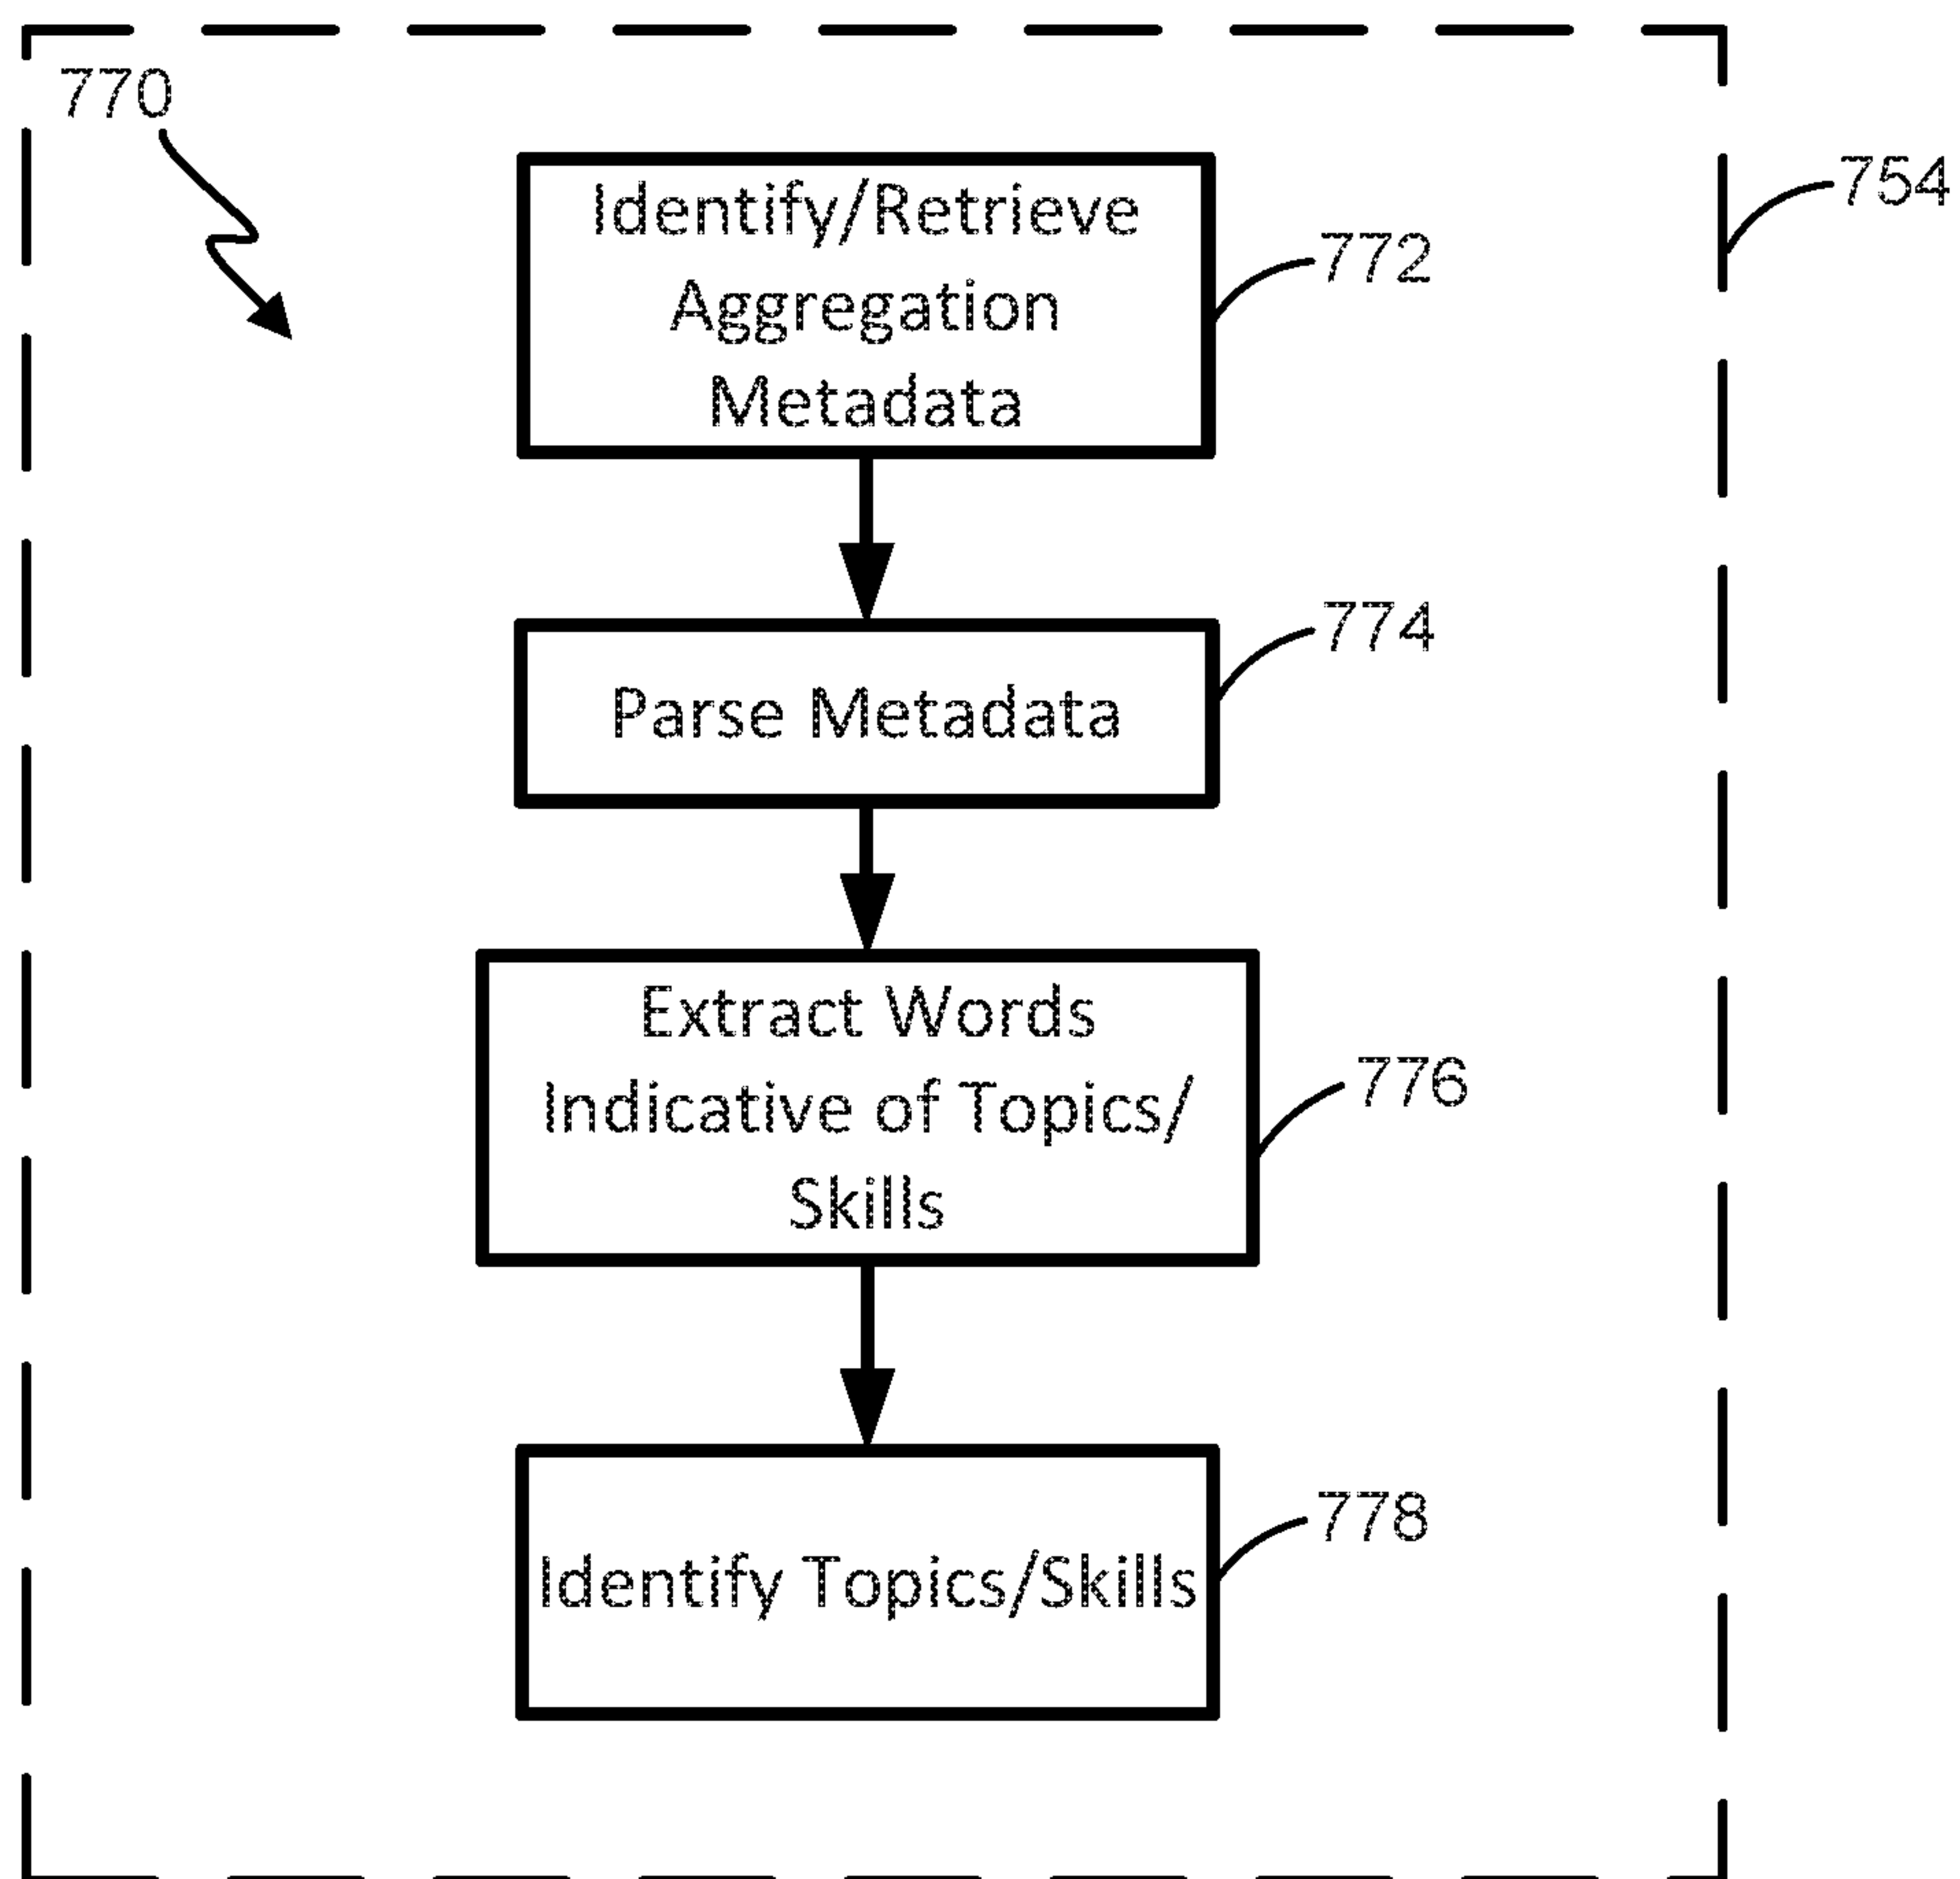 770
754
Identify/Retrieve
Aggregation
Metadata
772
Parse Metadata
774
Extract Words
Indicative of Topics/
Skills
776
Identify Topics/Skills
778